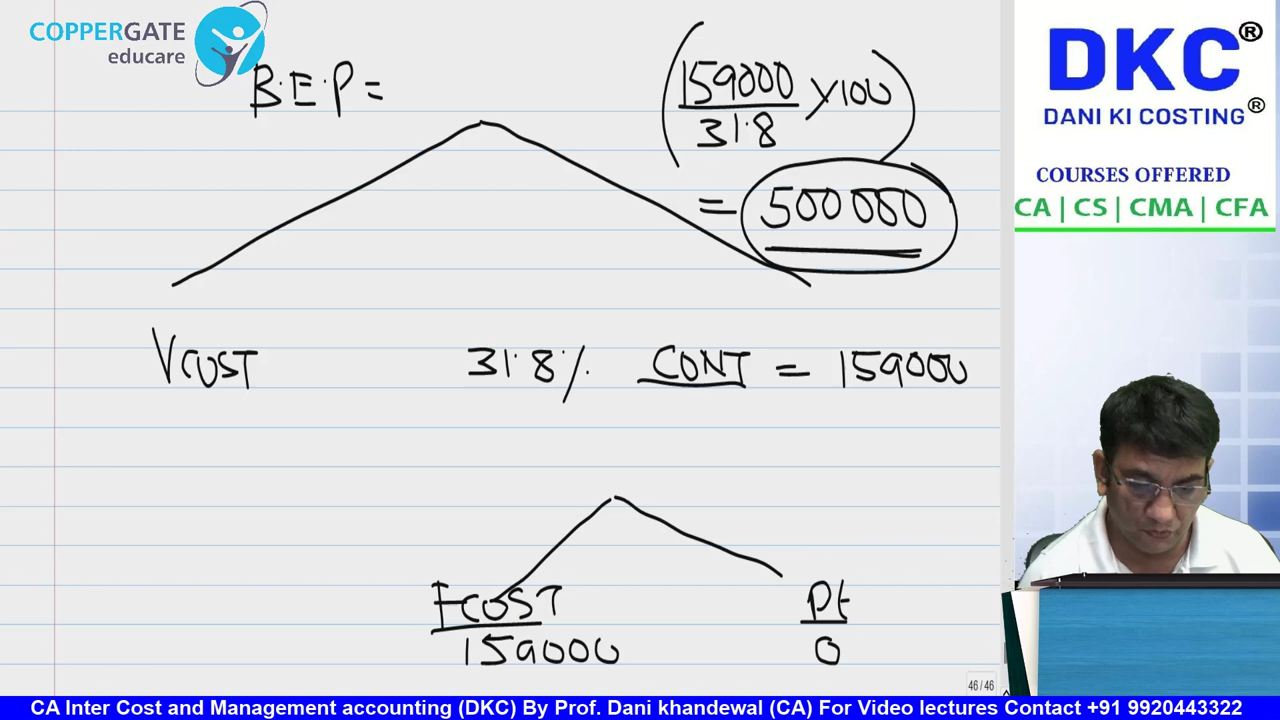 COPPERGATE
educare
B.E.P =
(159000/31.8 × 100)
= 500000
VCOST
31.8% CONT = 159000
FCOST
159000
Pt
0
46/46
DKC®
DANI KI COSTING®
COURSES OFFERED
CA | CS | CMA | CFA
CA Inter Cost and Management accounting (DKC) By Prof. Dani khandewal (CA) For Video lectures Contact +91 9920443322